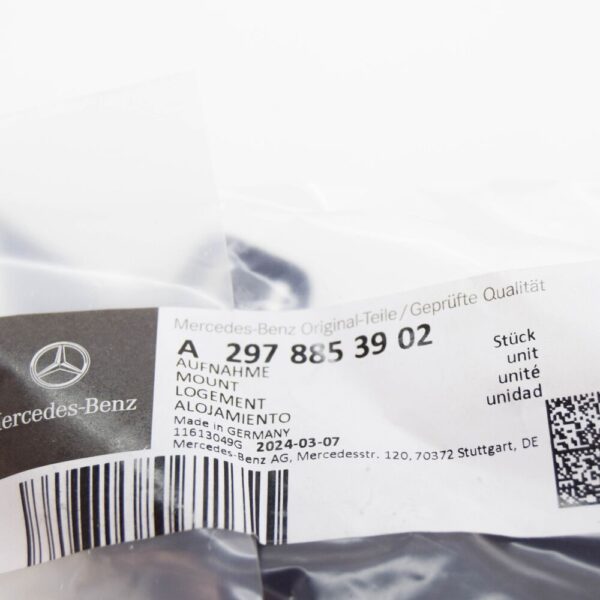 Mercedes-Benz Original-Teile/Geprüfte Qualität
A 297 885 39 02
AUFNAHME
MOUNT
LOGEMENT
ALOJAMIENTO
Made in GERMANY
11613049G 2024-03-07
Mercedes-Benz AG, Mercedesstr. 120, 70372 Stuttgart, DE
Stück
unit
unité
unidad
Mercedes-Benz